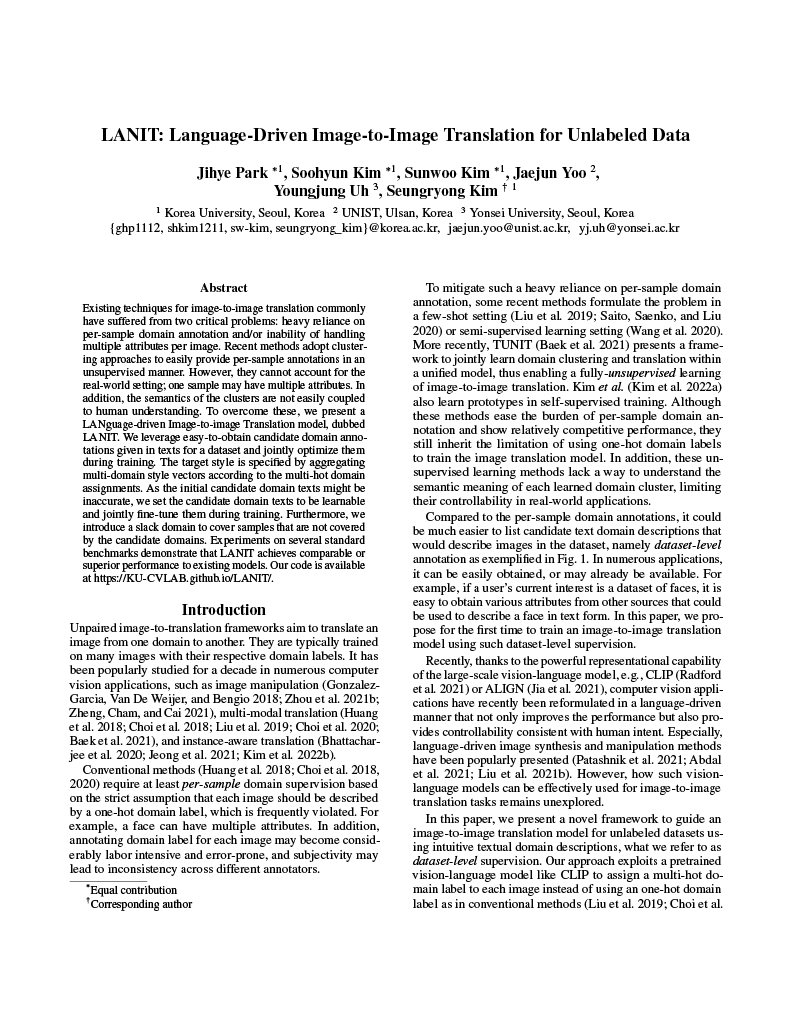 LANIT: Language-Driven Image-to-Image Translation for Unlabeled Data
Jihye Park *1, Soohyun Kim *1, Sunwoo Kim *1, Jaejun Yoo 2,
Youngjung Uh 3, Seungryong Kim † 1
1 Korea University, Seoul, Korea 2 UNIST, Ulsan, Korea 3 Yonsei University, Seoul, Korea
{ghp1112, shkim1211, sw-kim, seungryong_kim}@korea.ac.kr, jaejun.yoo@unist.ac.kr, yj.uh@yonsei.ac.kr
Abstract
Existing techniques for image-to-image translation commonly
have suffered from two critical problems: heavy reliance on
per-sample domain annotation and/or inability of handling
multiple attributes per image. Recent methods adopt cluster-
ing approaches to easily provide per-sample annotations in an
unsupervised manner. However, they cannot account for the
real-world setting; one sample may have multiple attributes. In
addition, the semantics of the clusters are not easily coupled
to human understanding. To overcome these, we present a
LANguage-driven Image-to-image Translation model, dubbed
LANIT. We leverage easy-to-obtain candidate domain anno-
tations given in texts for a dataset and jointly optimize them
during training. The target style is specified by aggregating
multi-domain style vectors according to the multi-hot domain
assignments. As the initial candidate domain texts might be
inaccurate, we set the candidate domain texts to be learnable
and jointly fine-tune them during training. Furthermore, we
introduce a slack domain to cover samples that are not covered
by the candidate domains. Experiments on several standard
benchmarks demonstrate that LANIT achieves comparable or
superior performance to existing models. Our code is available
at https://KU-CVLAB.github.io/LANIT/.
Introduction
Unpaired image-to-translation frameworks aim to translate an
image from one domain to another. They are typically trained
on many images with their respective domain labels. It has
been popularly studied for a decade in numerous computer
vision applications, such as image manipulation (Gonzalez-
Garcia, Van De Weijer, and Bengio 2018; Zhou et al. 2021b;
Zheng, Cham, and Cai 2021), multi-modal translation (Huang
et al. 2018; Choi et al. 2018; Liu et al. 2019; Choi et al. 2020;
Baek et al. 2021), and instance-aware translation (Bhattachar-
jee et al. 2020; Jeong et al. 2021; Kim et al. 2022b).
Conventional methods (Huang et al. 2018; Choi et al. 2018,
2020) require at least per-sample domain supervision based
on the strict assumption that each image should be described
by a one-hot domain label, which is frequently violated. For
example, a face can have multiple attributes. In addition,
annotating domain label for each image may become consid-
erably labor intensive and error-prone, and subjectivity may
lead to inconsistency across different annotators.
*Equal contribution
†Corresponding author
To mitigate such a heavy reliance on per-sample domain
annotation, some recent methods formulate the problem in
a few-shot setting (Liu et al. 2019; Saito, Saenko, and Liu
2020) or semi-supervised learning setting (Wang et al. 2020).
More recently, TUNIT (Baek et al. 2021) presents a frame-
work to jointly learn domain clustering and translation within
a unified model, thus enabling a fully-unsupervised learning
of image-to-image translation. Kim et al. (Kim et al. 2022a)
also learn prototypes in self-supervised training. Although
these methods ease the burden of per-sample domain an-
notation and show relatively competitive performance, they
still inherit the limitation of using one-hot domain labels
to train the image translation model. In addition, these un-
supervised learning methods lack a way to understand the
semantic meaning of each learned domain cluster, limiting
their controllability in real-world applications.
Compared to the per-sample domain annotations, it could
be much easier to list candidate text domain descriptions that
would describe images in the dataset, namely dataset-level
annotation as exemplified in Fig. 1. In numerous applications,
it can be easily obtained, or may already be available. For
example, if a user's current interest is a dataset of faces, it is
easy to obtain various attributes from other sources that could
be used to describe a face in text form. In this paper, we pro-
pose for the first time to train an image-to-image translation
model using such dataset-level supervision.
Recently, thanks to the powerful representational capability
of the large-scale vision-language model, e.g., CLIP (Radford
et al. 2021) or ALIGN (Jia et al. 2021), computer vision appli-
cations have recently been reformulated in a language-driven
manner that not only improves the performance but also pro-
vides controllability consistent with human intent. Especially,
language-driven image synthesis and manipulation methods
have been popularly presented (Patashnik et al. 2021; Abdal
et al. 2021; Liu et al. 2021b). However, how such vision-
language models can be effectively used for image-to-image
translation tasks remains unexplored.
In this paper, we present a novel framework to guide an
image-to-image translation model for unlabeled datasets us-
ing intuitive textual domain descriptions, what we refer to as
dataset-level supervision. Our approach exploits a pretrained
vision-language model like CLIP to assign a multi-hot do-
main label to each image instead of using an one-hot domain
label as in conventional methods (Liu et al. 2019; Choi et al.